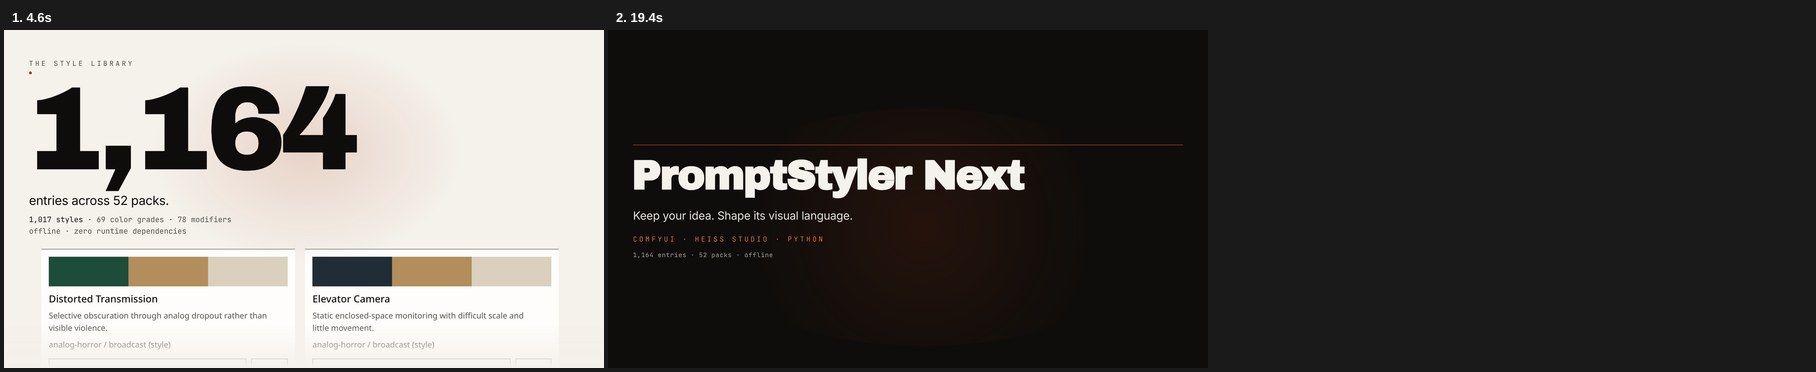 1. 4.6s
THE STYLE LIBRARY
1,164
entries across 52 packs.
1,017 styles · 69 color grades · 78 modifiers
offline · zero runtime dependencies
Distorted Transmission
Selective obscuration through analog dropout rather than
visible violence.
analog-horror / broadcast (style)
Elevator Camera
Static enclosed-space monitoring with difficult scale and
little movement.
analog-horror / broadcast (style)
2. 19.4s
PromptStyler Next
Keep your idea. Shape its visual language.
COMFYUI · HEISS STUDIO · PYTHON
1,164 entries · 52 packs · offline